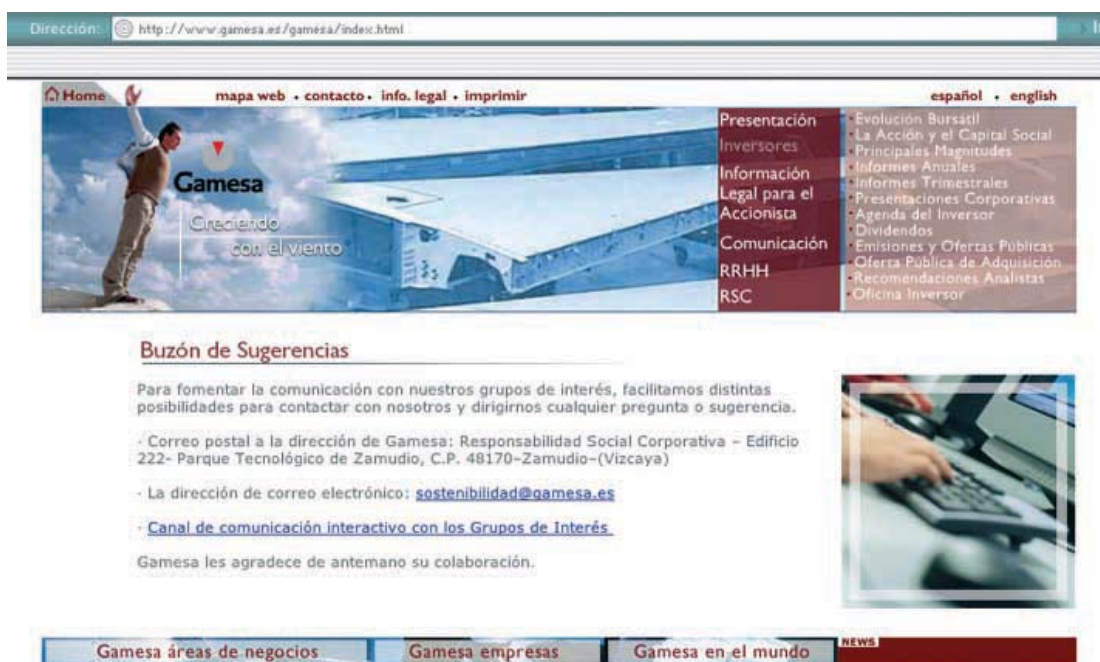 Dirección: http://www.gamesa.es/gamesa/index.html
Home
mapa web • contacto • info. legal • imprimir
español • english
Gamesa
Creciendo
con el viento
Presentación
Inversores
Información
Legal para el
Accionista
Comunicación
RRHH
RSC
·Evolución Bursatil
·La Acción y el Capital Social
·Principales Magnitudes
·Informes Anuales
·Informes Trimestrales
·Presentaciones Corporativas
·Agenda del Inversor
·Dividendos
·Emisiones y Ofertas Públicas
·Oferta Pública de Adquisición
·Recomendaciones Analistas
·Oficina Inversor
Buzón de Sugerencias
Para fomentar la comunicación con nuestros grupos de interés, facilitamos distintas
posibilidades para contactar con nosotros y dirigirnos cualquier pregunta o sugerencia.
· Correo postal a la dirección de Gamesa: Responsabilidad Social Corporativa – Edificio
222- Parque Tecnológico de Zamudio, C.P. 48170–Zamudio–(Vizcaya)
· La dirección de correo electrónico: sostenibilidad@gamesa.es
· Canal de comunicación interactivo con los Grupos de Interés
Gamesa les agradece de antemano su colaboración.
Gamesa áreas de negocios
Gamesa empresas
Gamesa en el mundo
NEWS